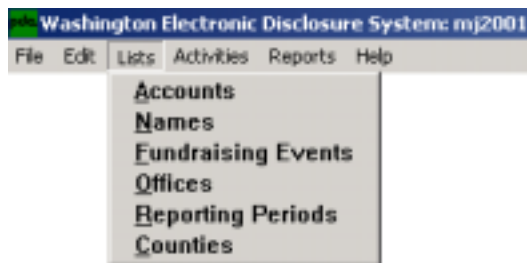 pdc Washington Electronic Disclosure System: mj2001
File Edit Lists Activities Reports Help
Accounts
Names
Fundraising Events
Offices
Reporting Periods
Counties